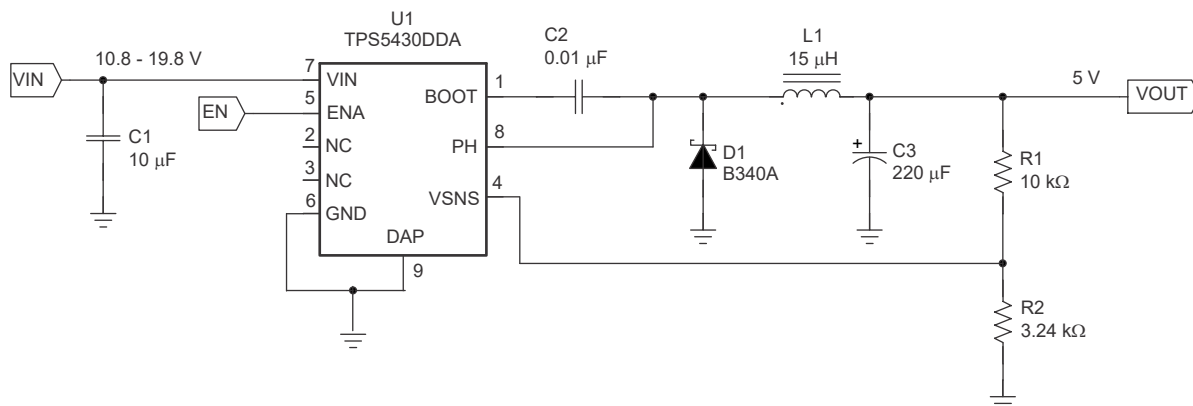 U1
TPS5430DDA
C2
0.01 μF
L1
15 μH
VIN
10.8 - 19.8 V
7
VIN
1
BOOT
5 V
VOUT
EN
5
ENA
C1
10 μF
2
NC
8
PH
D1
B340A
+
C3
220 μF
R1
10 kΩ
3
NC
4
VSNS
6
GND
DAP
9
R2
3.24 kΩ